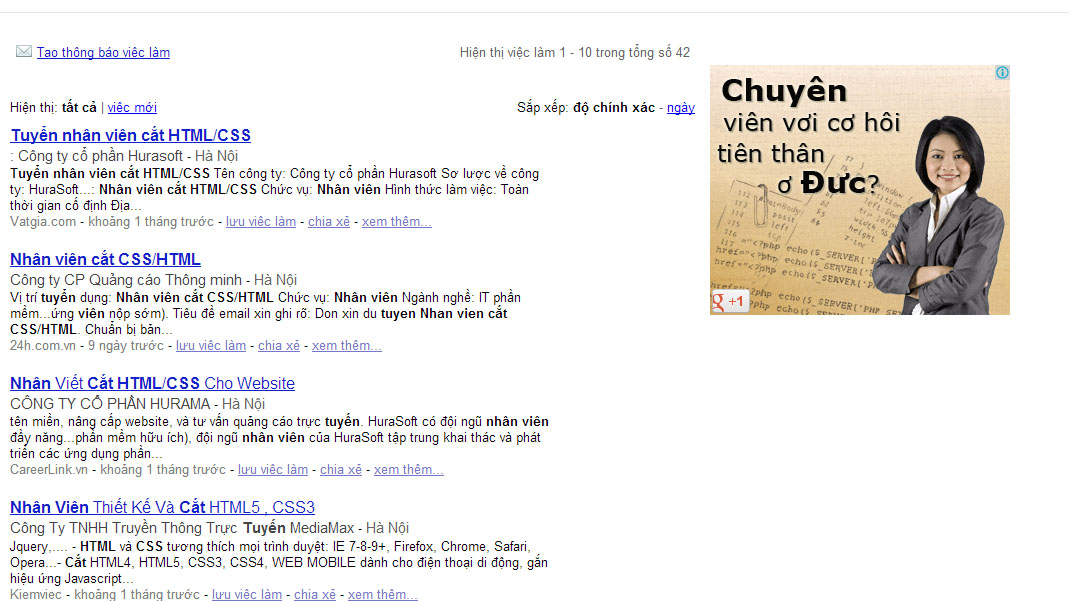 Tao thông báo viêc làm
Hiện thị việc làm 1 - 10 trong tổng số 42
Hiện thị: tất cả | viêc mới
Sắp xếp: độ chính xác - ngày
Tuyển nhân viên cắt HTML/CSS
: Công ty cổ phần Hurasoft - Hà Nội
Tuyển nhân viên cắt HTML/CSS Tên công ty: Công ty cổ phần Hurasoft Sơ lược về công
ty: HuraSoft...: Nhân viên cắt HTML/CSS Chức vụ: Nhân viên Hình thức làm việc: Toàn
thời gian cố định Địa...
Vatgia.com - khoảng 1 tháng trước - lưu viêc làm - chia xẻ - xem thêm...
Nhân viên cắt CSS/HTML
Công ty CP Quảng cáo Thông minh - Hà Nội
Vị trí tuyển dụng: Nhân viên cắt CSS/HTML Chức vụ: Nhân viên Ngành nghề: IT phần
mềm...ứng viên nộp sớm). Tiêu đề email xin ghi rõ: Don xin du tuyen Nhan vien cắt
CSS/HTML. Chuẩn bị bản...
24h.com.vn - 9 ngày trước - lưu viêc làm - chia xẻ - xem thêm...
Nhân Viết Cắt HTML/CSS Cho Website
CÔNG TY CỔ PHẦN HURAMA - Hà Nội
tên miền, nâng cấp website, và tư vấn quảng cáo trực tuyến. HuraSoft có đội ngũ nhân viên
đầy năng...phần mềm hữu ích), đội ngũ nhân viên của HuraSoft tập trung khai thác và phát
triển các ứng dụng phần...
CareerLink.vn - khoảng 1 tháng trước - lưu viêc làm - chia xẻ - xem thêm...
Nhân Viên Thiết Kế Và Cắt HTML5 , CSS3
Công Ty TNHH Truyền Thông Trực Tuyến MediaMax - Hà Nội
Jquery,.... - HTML và CSS tương thích mọi trình duyệt: IE 7-8-9+, Firefox, Chrome, Safari,
Opera...- Cắt HTML4, HTML5, CSS3, CSS4, WEB MOBILE dành cho điện thoại di động, gắn
hiệu ứng Javascript...
Kiemviec - khoảng 1 tháng trước - lưu viêc làm - chia xẻ - xem thêm...
Chuyên
viên vơi cơ hôi
tiên thân
ơ Đưc?
g +1